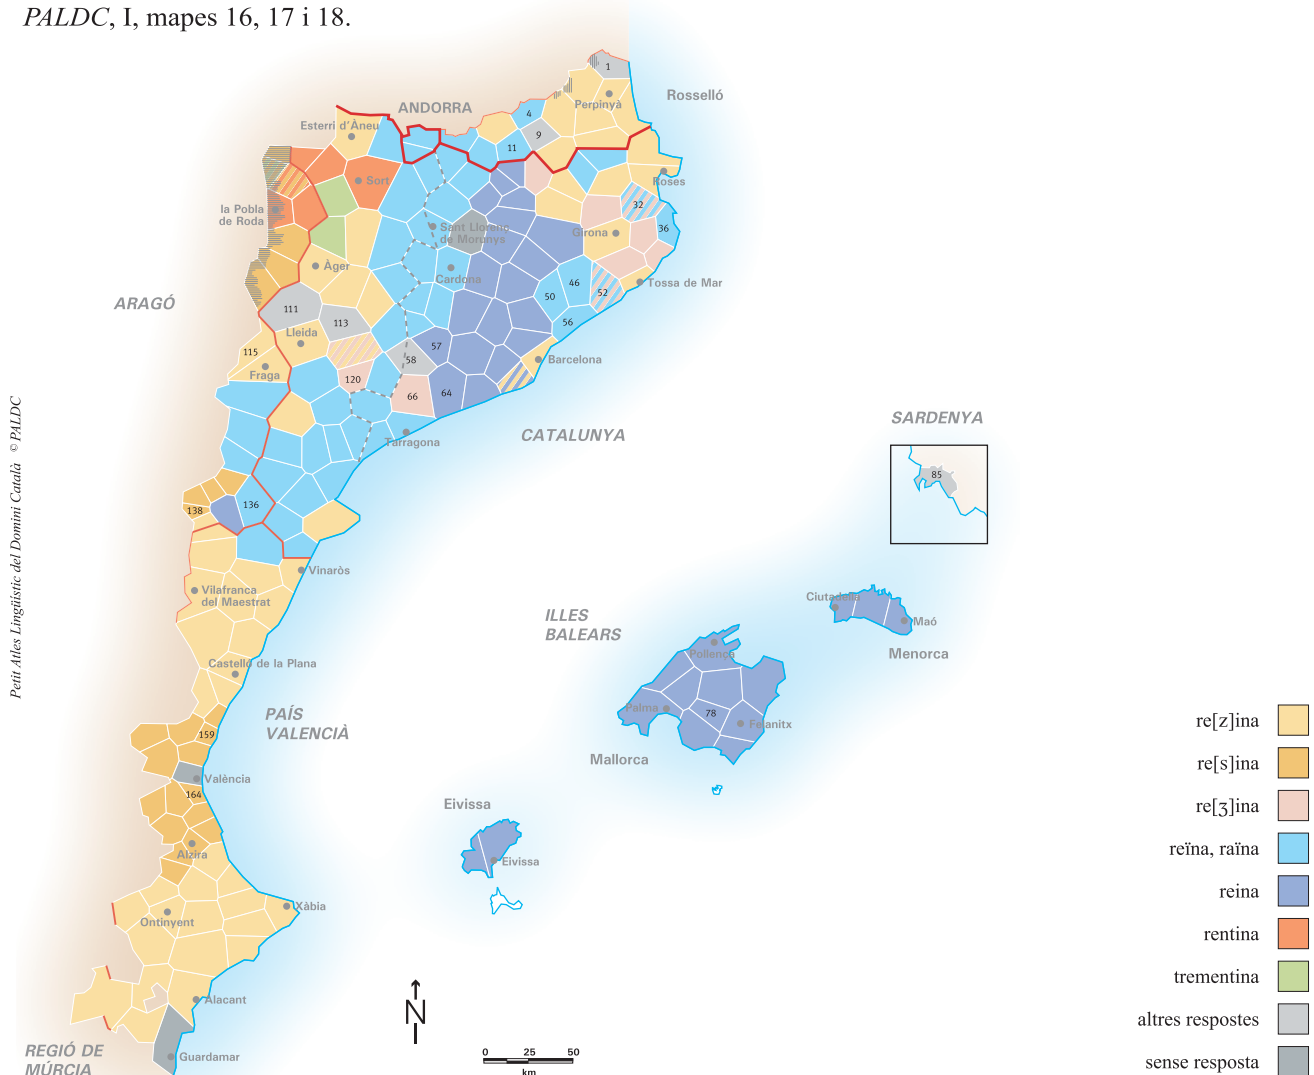 PALDC, I, mapes 16, 17 i 18.
1
Perpinyà
Rosselló
ANDORRA
4
Esterri d'Àneu
9
11
Sort
Roses
la Pobla
de Roda
32
Sant Llorenç
de Morunys
36
Girona
Àger
Cardona
46
Tossa de Mar
50
52
ARAGÓ
111
113
56
Lleida
57
115
58
Barcelona
Fraga
120
64
66
Tarragona
CATALUNYA
SARDENYA
85
136
138
Vinaròs
Vilafranca
del Maestrat
Castelló de la Plana
PAÍS
VALENCIÀ
159
València
164
Alzira
Xàbia
Ontinyent
Alacant
Guardamar
REGIÓ DE
MÚRCIA
ILLES
BALEARS
Ciutadella
Maó
Menorca
Pollença
Palma
78
Felanitx
Mallorca
Eivissa
Eivissa
N
0 25 50
km
re[z]ina
re[s]ina
re[ʒ]ina
reïna, raïna
reina
rentina
trementina
altres respostes
sense resposta
Petit Atles Lingüístic del Domini Català © PALDC